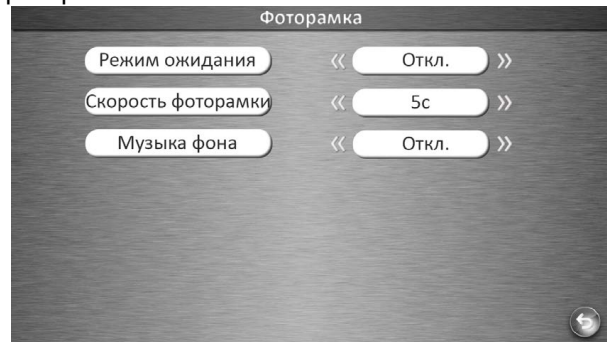 Фоторамка
Режим ожидания « Откл. »
Скорость фоторамки « 5с »
Музыка фона « Откл. »